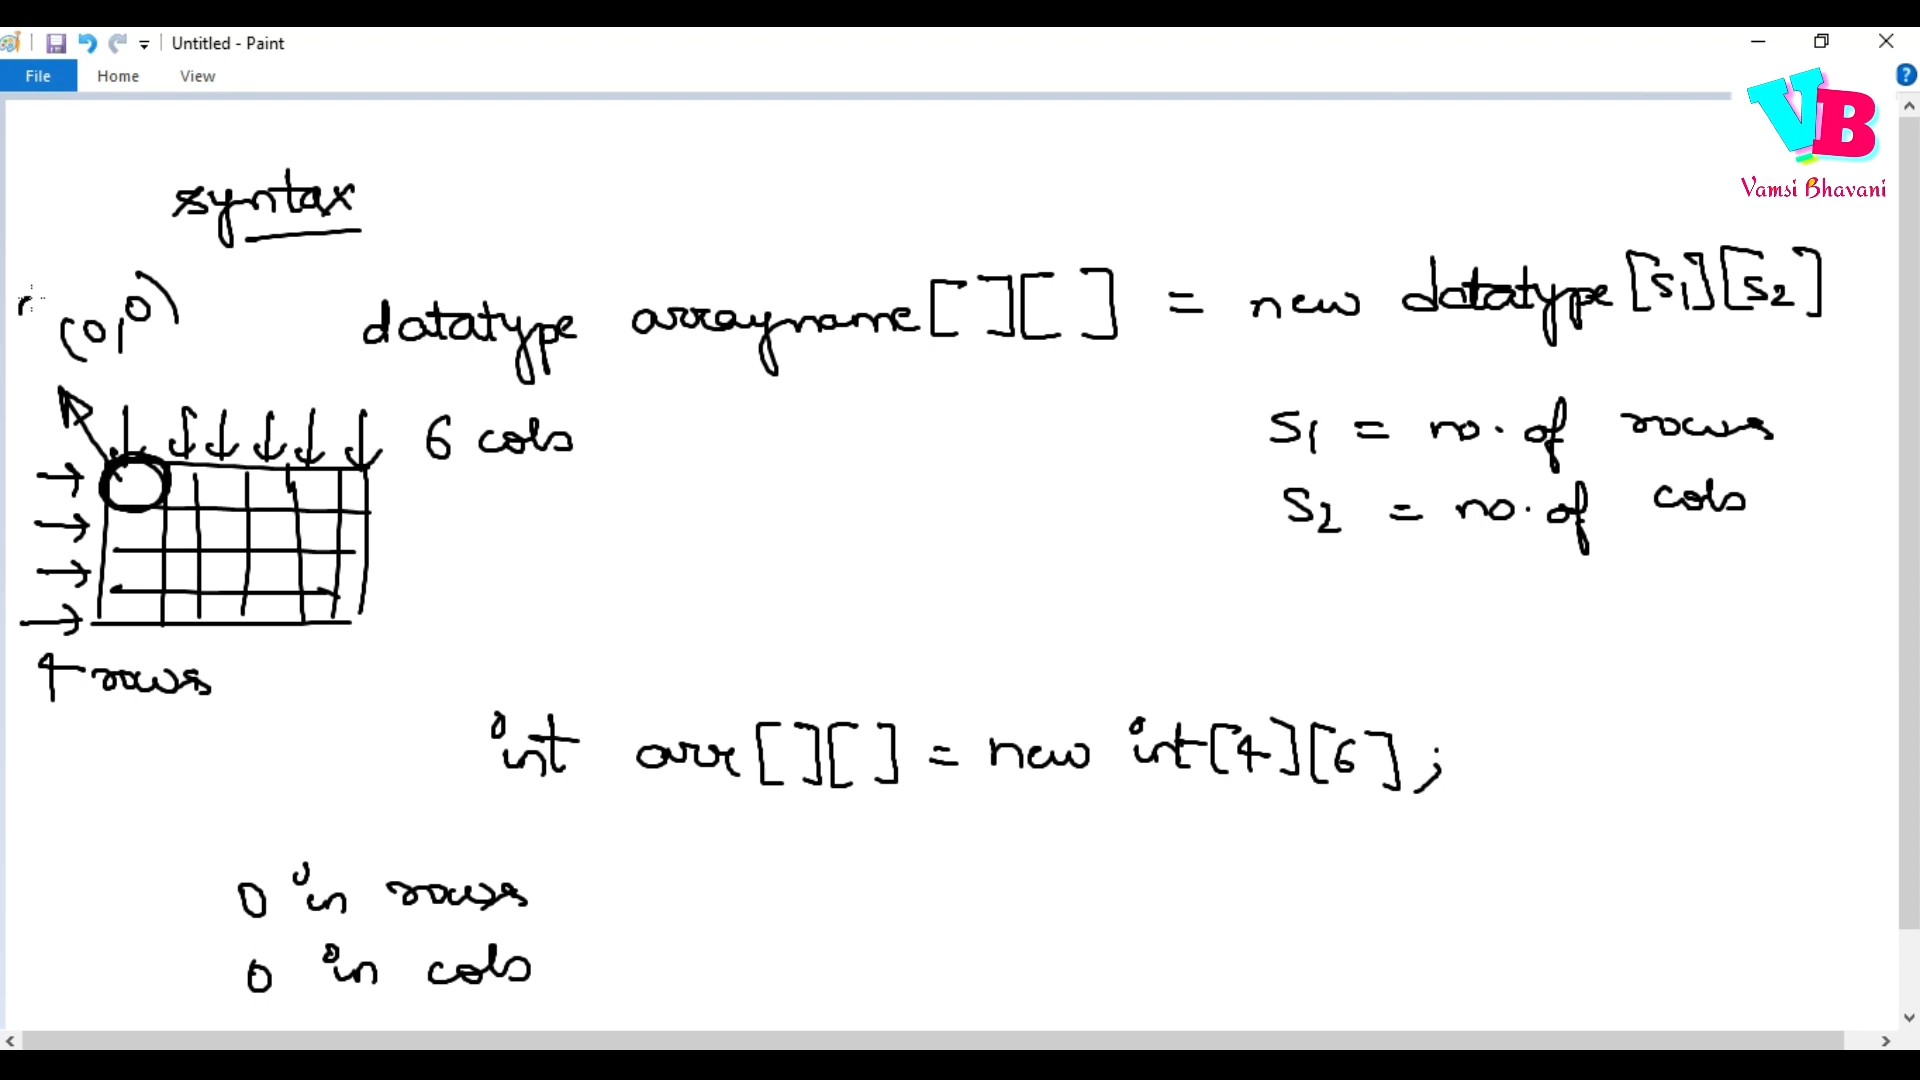 Untitled - Paint
File Home View
VB
Vamsi Bhavani
syntax
(0,0)
datatype arrayname[][] = new datatype[S1][S2]
6 cols
S1 = no. of rows
S2 = no. of cols
4 rows
int arr[][] = new int[4][6];
0 in rows
0 in cols